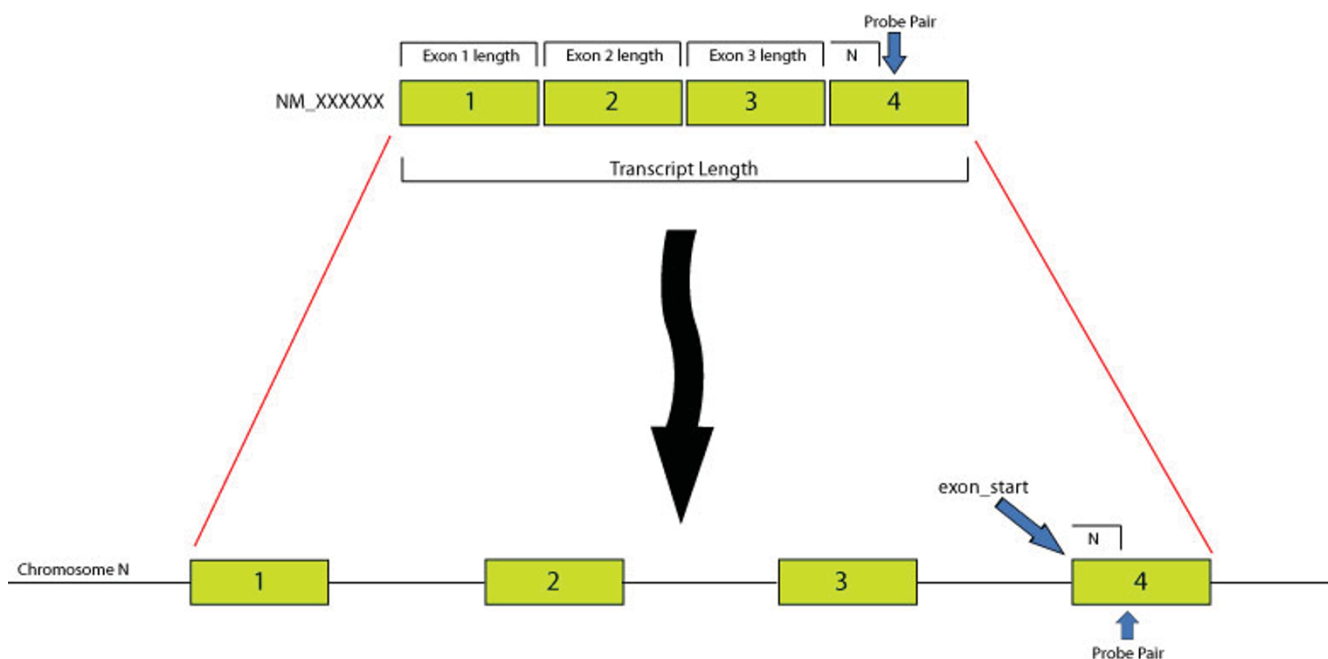 Probe Pair
Exon 1 length Exon 2 length Exon 3 length N
NM_XXXXXX 1 2 3 4
Transcript Length
exon_start
N
Chromosome N
1 2 3 4
Probe Pair